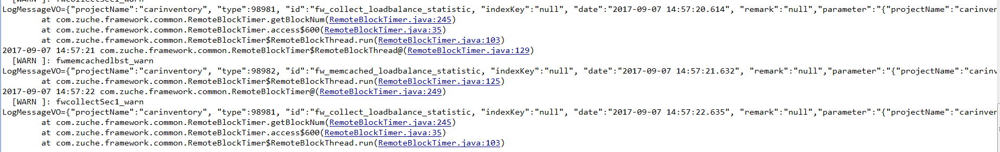 [WARN ]: fwcollectSec1_warn
LogMessageVO={"projectName":"carinventory", "type":98981, "id":"fw_collect_loadbalance_statistic, "indexKey":"null", "date":"2017-09-07 14:57:20.614", "remark":"null","parameter":"{"projectName":"carinver
at com.zuche.framework.common.RemoteBlockTimer.getBlockNum(RemoteBlockTimer.java:245)
at com.zuche.framework.common.RemoteBlockTimer.access$600(RemoteBlockTimer.java:35)
at com.zuche.framework.common.RemoteBlockTimer$RemoteBlockThread.run(RemoteBlockTimer.java:103)
2017-09-07 14:57:21 com.zuche.framework.common.RemoteBlockTimer$RemoteBlockThread@(RemoteBlockTimer.java:129)
[WARN ]: fwmemcachedlbst_warn
LogMessageVO={"projectName":"carinventory", "type":98982, "id":"fw_memcached_loadbalance_statistic, "indexKey":"null", "date":"2017-09-07 14:57:21.632", "remark":"null","parameter":"{"projectName":"carinv
at com.zuche.framework.common.RemoteBlockTimer$RemoteBlockThread.run(RemoteBlockTimer.java:125)
2017-09-07 14:57:22 com.zuche.framework.common.RemoteBlockTimer@(RemoteBlockTimer.java:249)
[WARN ]: fwcollectSec1_warn
LogMessageVO={"projectName":"carinventory", "type":98981, "id":"fw_collect_loadbalance_statistic, "indexKey":"null", "date":"2017-09-07 14:57:22.635", "remark":"null","parameter":"{"projectName":"carinver
at com.zuche.framework.common.RemoteBlockTimer.getBlockNum(RemoteBlockTimer.java:245)
at com.zuche.framework.common.RemoteBlockTimer.access$600(RemoteBlockTimer.java:35)
at com.zuche.framework.common.RemoteBlockTimer$RemoteBlockThread.run(RemoteBlockTimer.java:103)